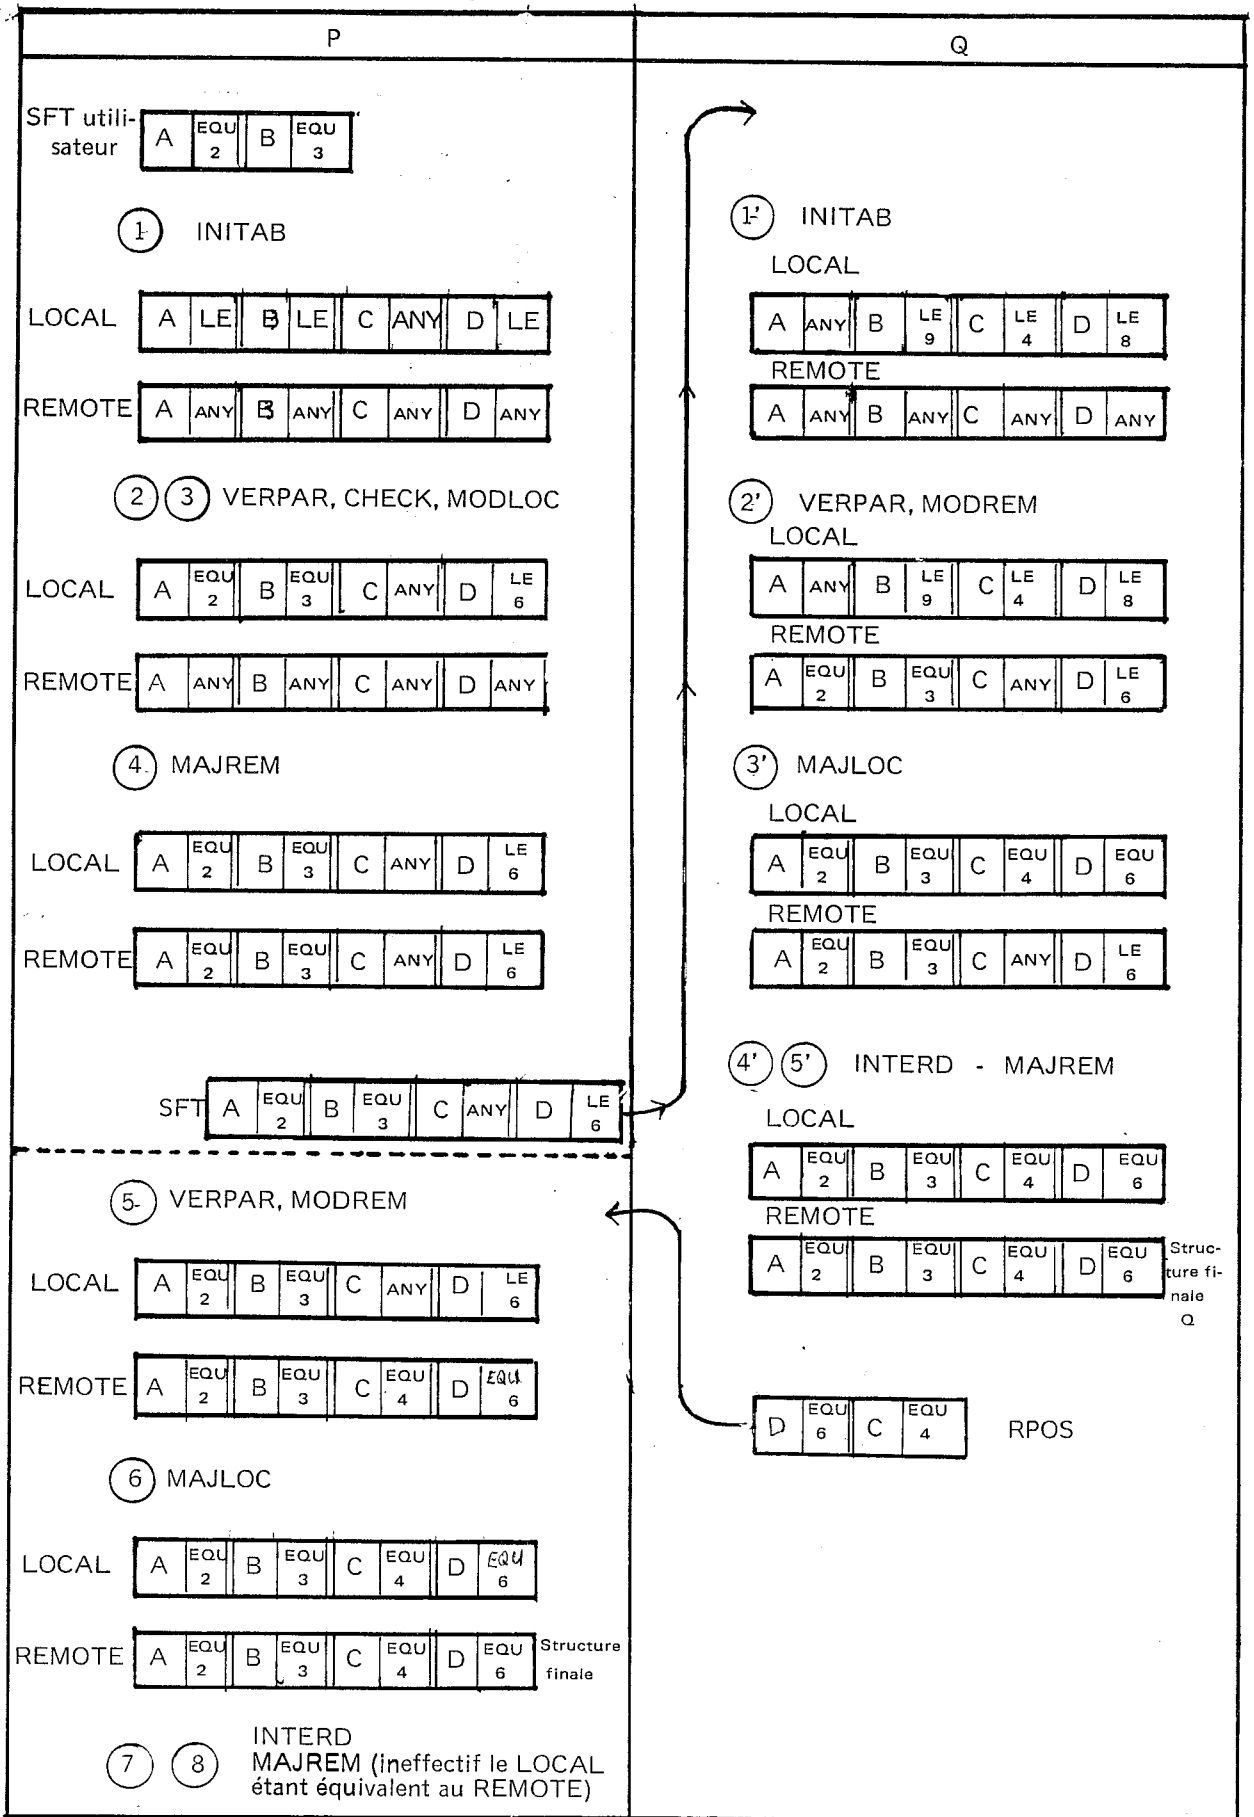 P
SFT utili-
sateur
A EQU 2 B EQU 3
1 INITAB
LOCAL A LE B LE C ANY D LE
REMOTE A ANY B ANY C ANY D ANY
2 3 VERPAR, CHECK, MODLOC
LOCAL A EQU 2 B EQU 3 C ANY D LE 6
REMOTE A ANY B ANY C ANY D ANY
4 MAJREM
LOCAL A EQU 2 B EQU 3 C ANY D LE 6
REMOTE A EQU 2 B EQU 3 C ANY D LE 6
SFT A EQU 2 B EQU 3 C ANY D LE 6
5 VERPAR, MODREM
LOCAL A EQU 2 B EQU 3 C ANY D LE 6
REMOTE A EQU 2 B EQU 3 C EQU 4 D EQU 6
6 MAJLOC
LOCAL A EQU 2 B EQU 3 C EQU 4 D EQU 6
REMOTE A EQU 2 B EQU 3 C EQU 4 D EQU 6
Structure
finale
INTERD
7 8 MAJREM (ineffectif le LOCAL
étant équivalent au REMOTE)
Q
1' INITAB
LOCAL
A ANY B LE 9 C LE 4 D LE 8
REMOTE
A ANY B ANY C ANY D ANY
2' VERPAR, MODREM
LOCAL
A ANY B LE 9 C LE 4 D LE 8
REMOTE
A EQU 2 B EQU 3 C ANY D LE 6
3' MAJLOC
LOCAL
A EQU 2 B EQU 3 C EQU 4 D EQU 6
REMOTE
A EQU 2 B EQU 3 C ANY D LE 6
4' 5' INTERD - MAJREM
LOCAL
A EQU 2 B EQU 3 C EQU 4 D EQU 6
REMOTE
A EQU 2 B EQU 3 C EQU 4 D EQU 6
Struc-
ture fi-
nale
Q
D EQU 6 C EQU 4 RPOS